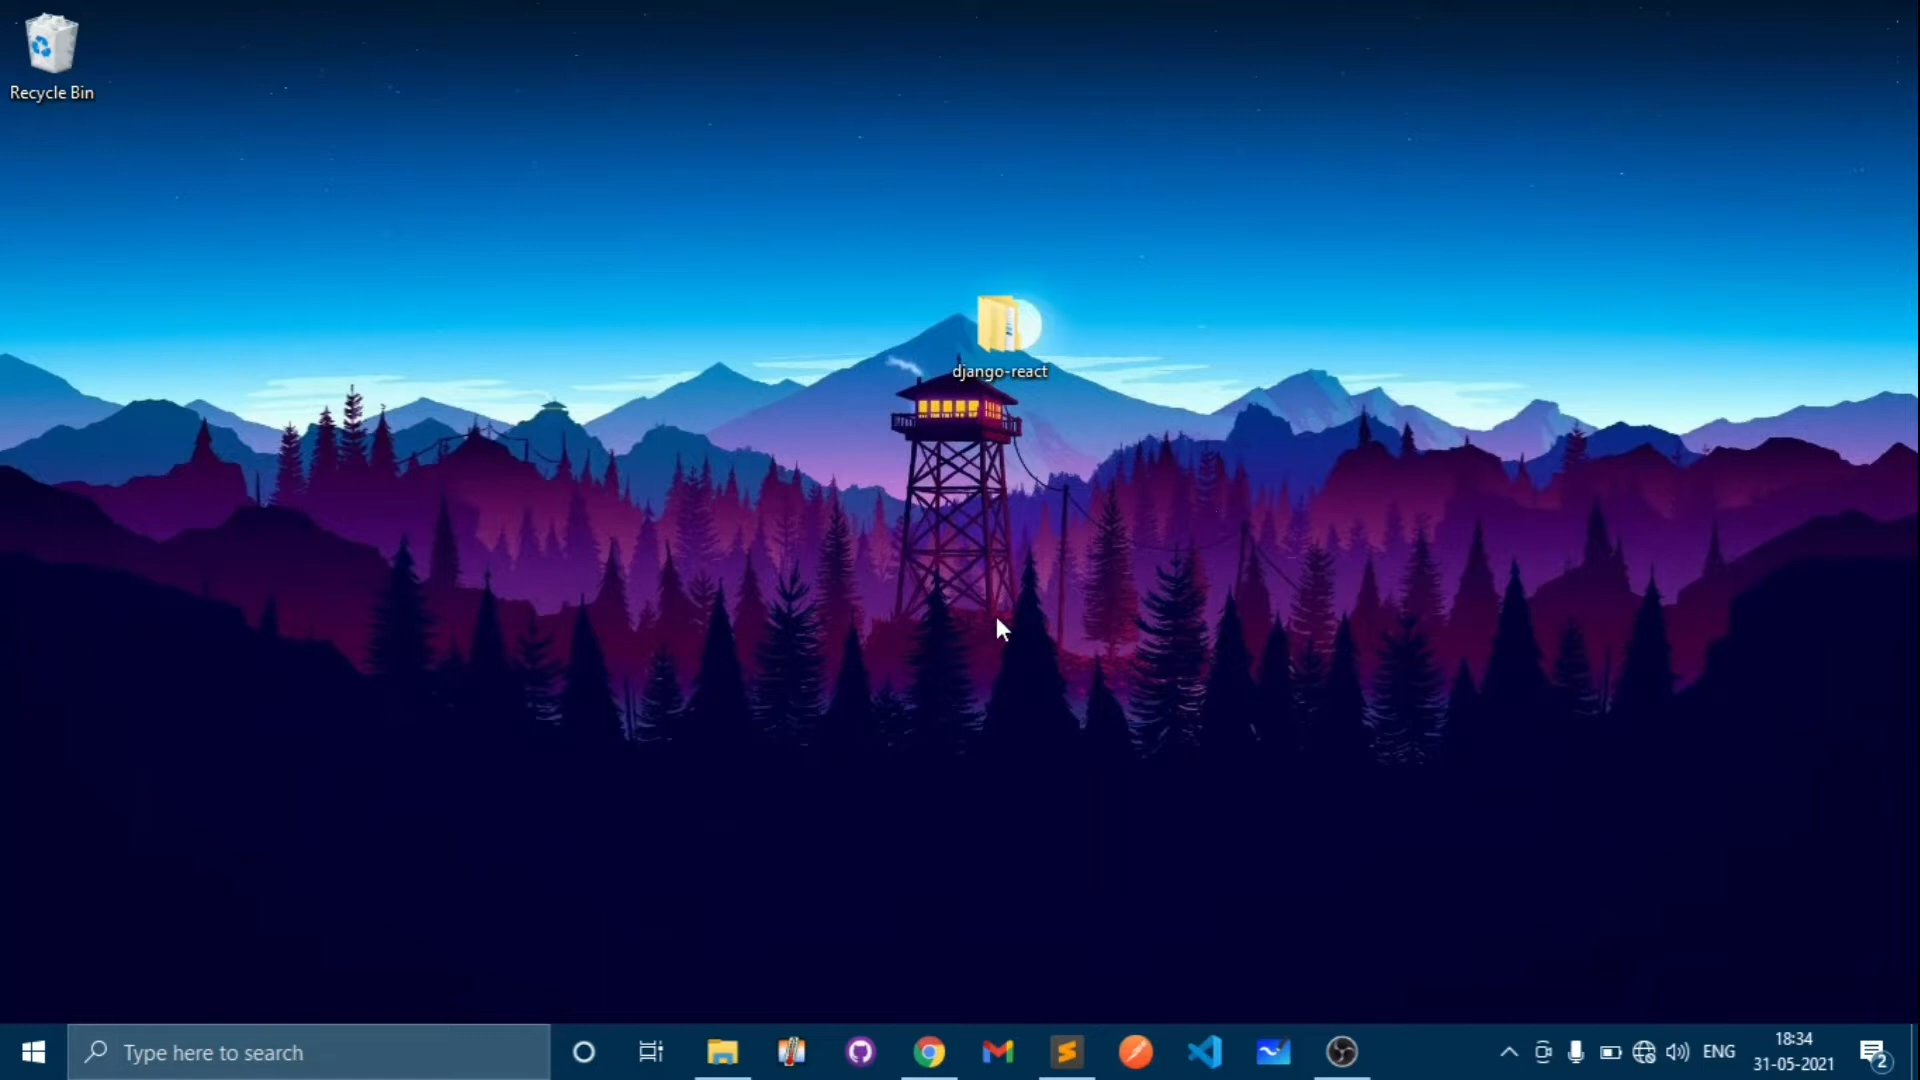 Recycle Bin
django-react
Type here to search
ENG
18:34
31-05-2021
2